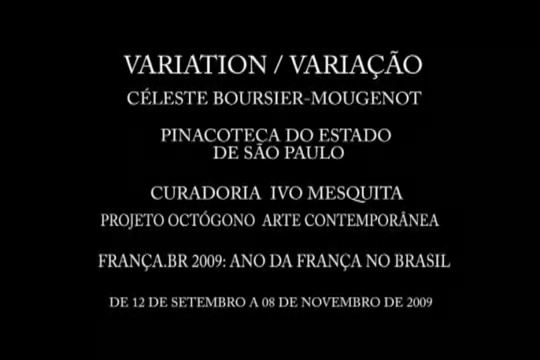 VARIATION / VARIAÇÃO
CÉLESTE BOURSIER-MOUGENOT
PINACOTECA DO ESTADO
DE SÃO PAULO
CURADORIA IVO MESQUITA
PROJETO OCTÓGONO ARTE CONTEMPORÂNEA
FRANÇA.BR 2009: ANO DA FRANÇA NO BRASIL
DE 12 DE SETEMBRO A 08 DE NOVEMBRO DE 2009